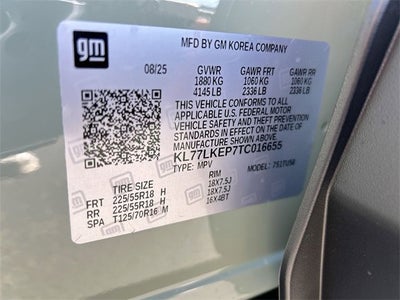 gm
MFD BY GM KOREA COMPANY
08/25 GVWR GAWR FRT GAWR RR
1880 KG 1060 KG 1060 KG
4145 LB 2336 LB 2336 LB
THIS VEHICLE CONFORMS TO ALL
APPLICABLE U.S. FEDERAL MOTOR
VEHICLE SAFETY AND THEFT PREVENTION
STANDARDS IN EFFECT ON THE DATE OF
MANUFACTURE SHOWN ABOVE.
KL77LKEP7TC016655
TYPE: MPV
TIRE SIZE RIM
FRT 225/55R18 H 18X7.5J
RR 225/55R18 H 18X7.5J
SPA T125/70R16 M 16X4BT